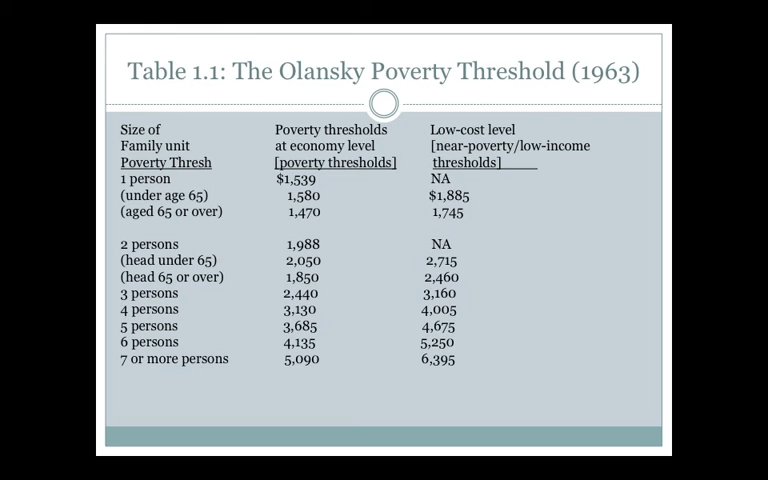 Table 1.1: The Olansky Poverty Threshold (1963)
Size of Poverty thresholds Low-cost level
Family unit at economy level [near-poverty/low-income
Poverty Thresh [poverty thresholds] thresholds]
1 person $1,539 NA
(under age 65) 1,580 $1,885
(aged 65 or over) 1,470 1,745
2 persons 1,988 NA
(head under 65) 2,050 2,715
(head 65 or over) 1,850 2,460
3 persons 2,440 3,160
4 persons 3,130 4,005
5 persons 3,685 4,675
6 persons 4,135 5,250
7 or more persons 5,090 6,395